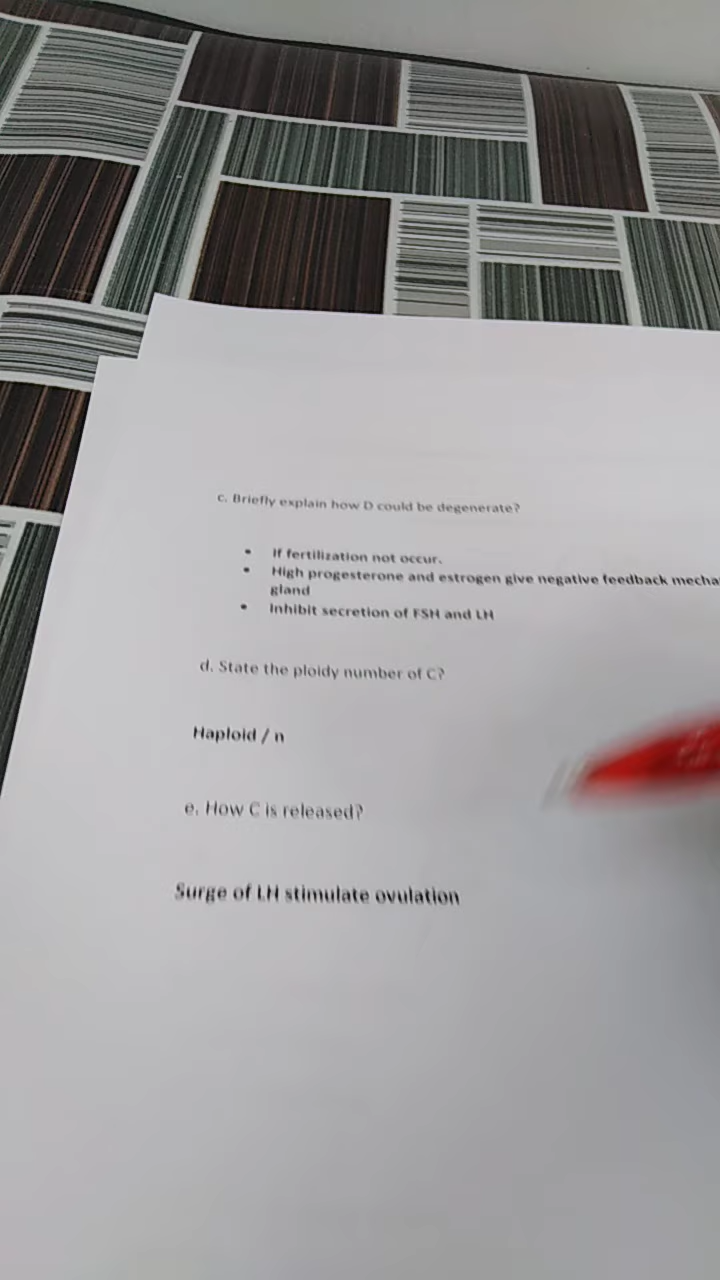 c. Briefly explain how D could be degenerate?
• If fertilization not occur.
• High progesterone and estrogen give negative feedback
gland
• Inhibit secretion of FSH and LH
d. State the ploidy number of C?
Haploid / n
e. How C is released?
Surge of LH stimulate ovulation